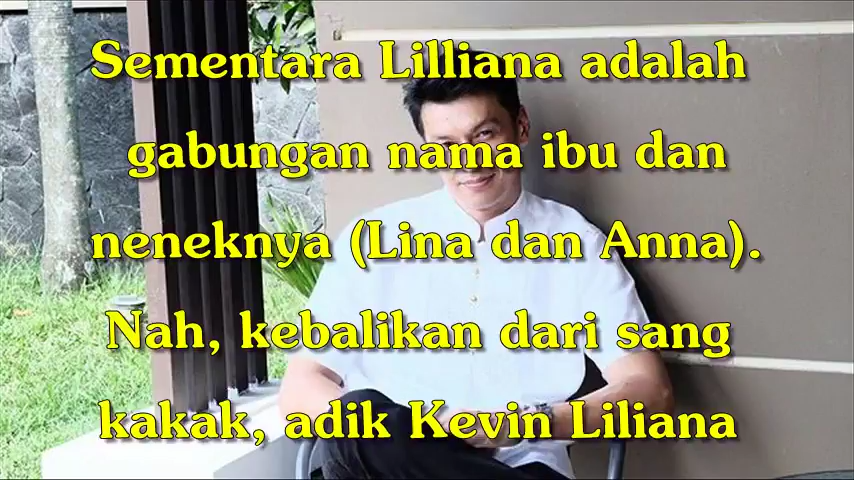 Sementara Lilliana adalah
gabungan nama ibu dan
neneknya (Lina dan Anna).
Nah, kebalikan dari sang
kakak, adik Kevin Liliana